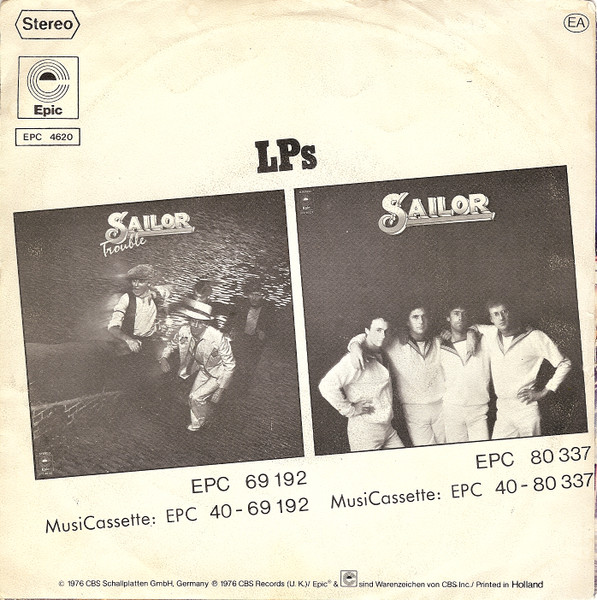 Stereo
EA
Epic
EPC 4620
LPs
SAILOR
Trouble
SAILOR
EPC 69 192
MusiCassette: EPC 40-69 192
EPC 80 337
MusiCassette: EPC 40-80 337
© 1976 CBS Schallplatten GmbH, Germany ℗ 1976 CBS Records (U. K.)/ Epic® & sind Warenzeichen von CBS Inc./ Printed in Holland